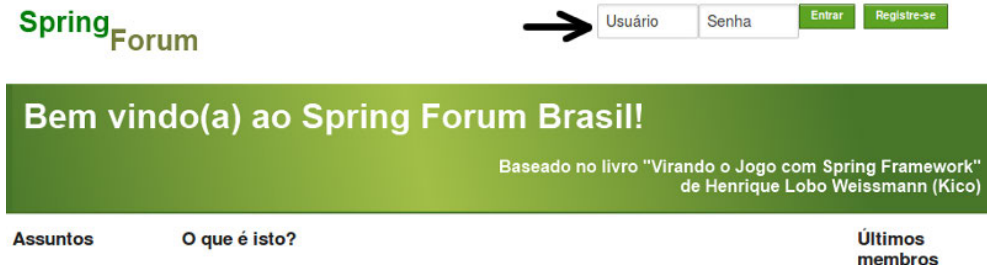 Spring
Forum
Usuário
Senha
Entrar
Registre-se
Bem vindo(a) ao Spring Forum Brasil!
Baseado no livro "Virando o Jogo com Spring Framework"
de Henrique Lobo Weissmann (Kico)
Assuntos
O que é isto?
Últimos
membros